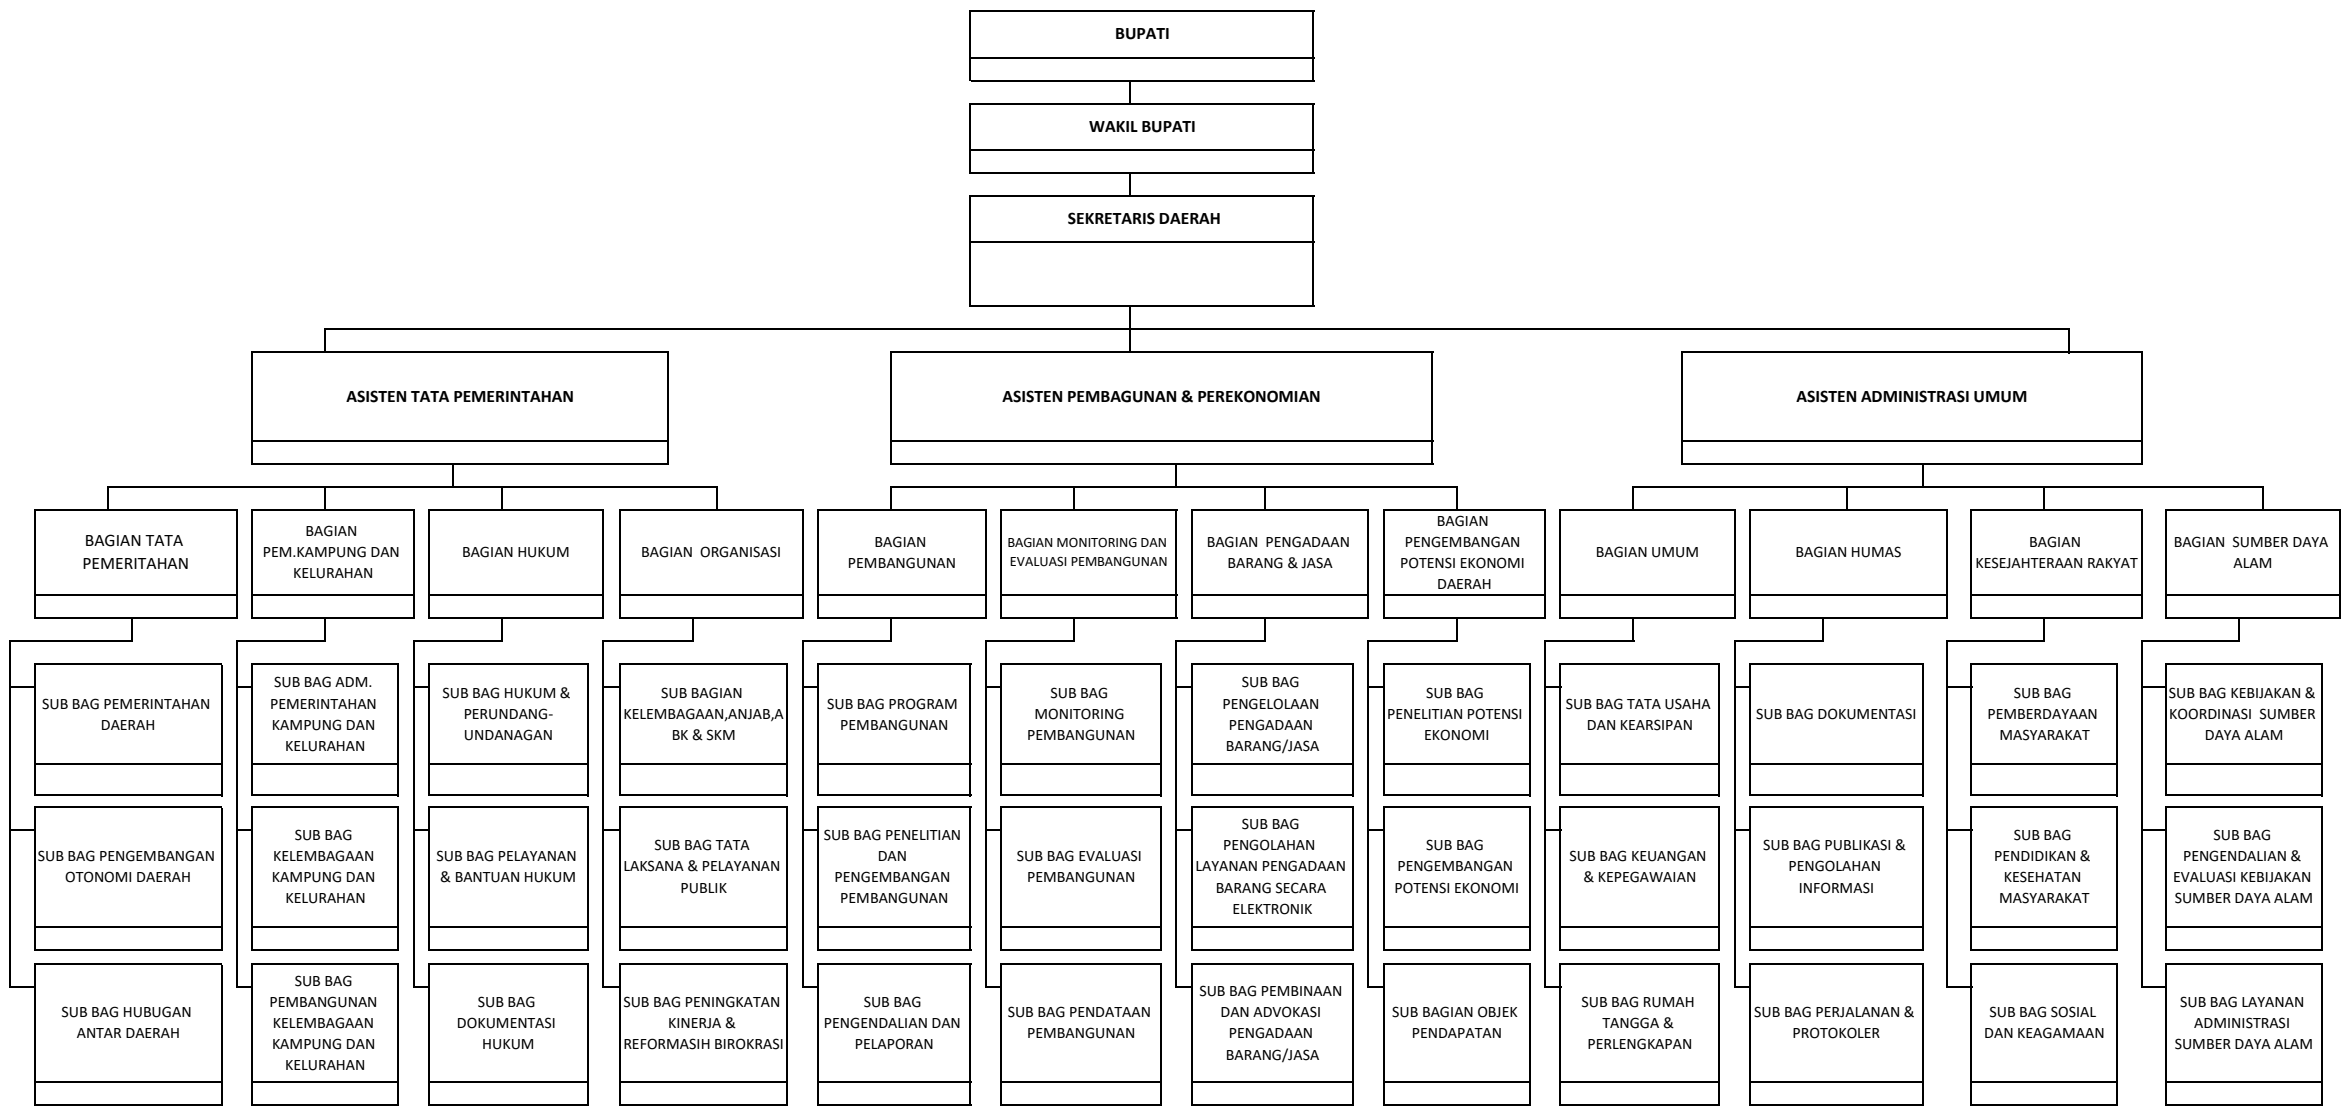 BUPATI
WAKIL BUPATI
SEKRETARIS DAERAH
ASISTEN TATA PEMERINTAHAN
ASISTEN PEMBAGUNAN & PEREKONOMIAN
ASISTEN ADMINISTRASI UMUM
BAGIAN TATA
PEMERITAHAN
BAGIAN
PEM.KAMPUNG DAN
KELURAHAN
BAGIAN HUKUM
BAGIAN ORGANISASI
BAGIAN
PEMBANGUNAN
BAGIAN MONITORING DAN
EVALUASI PEMBANGUNAN
BAGIAN PENGADAAN
BARANG & JASA
BAGIAN
PENGEMBANGAN
POTENSI EKONOMI
DAERAH
BAGIAN UMUM
BAGIAN HUMAS
BAGIAN
KESEJAHTERAAN RAKYAT
BAGIAN SUMBER DAYA
ALAM
SUB BAG PEMERINTAHAN
DAERAH
SUB BAG ADM.
PEMERINTAHAN
KAMPUNG DAN
KELURAHAN
SUB BAG HUKUM &
PERUNDANG-
UNDANAGAN
SUB BAGIAN
KELEMBAGAAN,ANJAB,A
BK & SKM
SUB BAG PROGRAM
PEMBANGUNAN
SUB BAG
MONITORING
PEMBANGUNAN
SUB BAG
PENGELOLAAN
PENGADAAN
BARANG/JASA
SUB BAG
PENELITIAN POTENSI
EKONOMI
SUB BAG TATA USAHA
DAN KEARSIPAN
SUB BAG DOKUMENTASI
SUB BAG
PEMBERDAYAAN
MASYARAKAT
SUB BAG KEBIJAKAN &
KOORDINASI SUMBER
DAYA ALAM
SUB BAG PENGEMBANGAN
OTONOMI DAERAH
SUB BAG
KELEMBAGAAN
KAMPUNG DAN
KELURAHAN
SUB BAG PELAYANAN
& BANTUAN HUKUM
SUB BAG TATA
LAKSANA & PELAYANAN
PUBLIK
SUB BAG PENELITIAN
DAN
PENGEMBANGAN
PEMBANGUNAN
SUB BAG EVALUASI
PEMBANGUNAN
SUB BAG
PENGOLAHAN
LAYANAN PENGADAAN
BARANG SECARA
ELEKTRONIK
SUB BAG
PENGEMBANGAN
POTENSI EKONOMI
SUB BAG KEUANGAN
& KEPEGAWAIAN
SUB BAG PUBLIKASI &
PENGOLAHAN
INFORMASI
SUB BAG
PENDIDIKAN &
KESEHATAN
MASYARAKAT
SUB BAG
PENGENDALIAN &
EVALUASI KEBIJAKAN
SUMBER DAYA ALAM
SUB BAG HUBUGAN
ANTAR DAERAH
SUB BAG
PEMBANGUNAN
KELEMBAGAAN
KAMPUNG DAN
KELURAHAN
SUB BAG
DOKUMENTASI
HUKUM
SUB BAG PENINGKATAN
KINERJA &
REFORMASIH BIROKRASI
SUB BAG
PENGENDALIAN DAN
PELAPORAN
SUB BAG PENDATAAN
PEMBANGUNAN
SUB BAG PEMBINAAN
DAN ADVOKASI
PENGADAAN
BARANG/JASA
SUB BAGIAN OBJEK
PENDAPATAN
SUB BAG RUMAH
TANGGA &
PERLENGKAPAN
SUB BAG PERJALANAN &
PROTOKOLER
SUB BAG SOSIAL
DAN KEAGAMAAN
SUB BAG LAYANAN
ADMINISTRASI
SUMBER DAYA ALAM